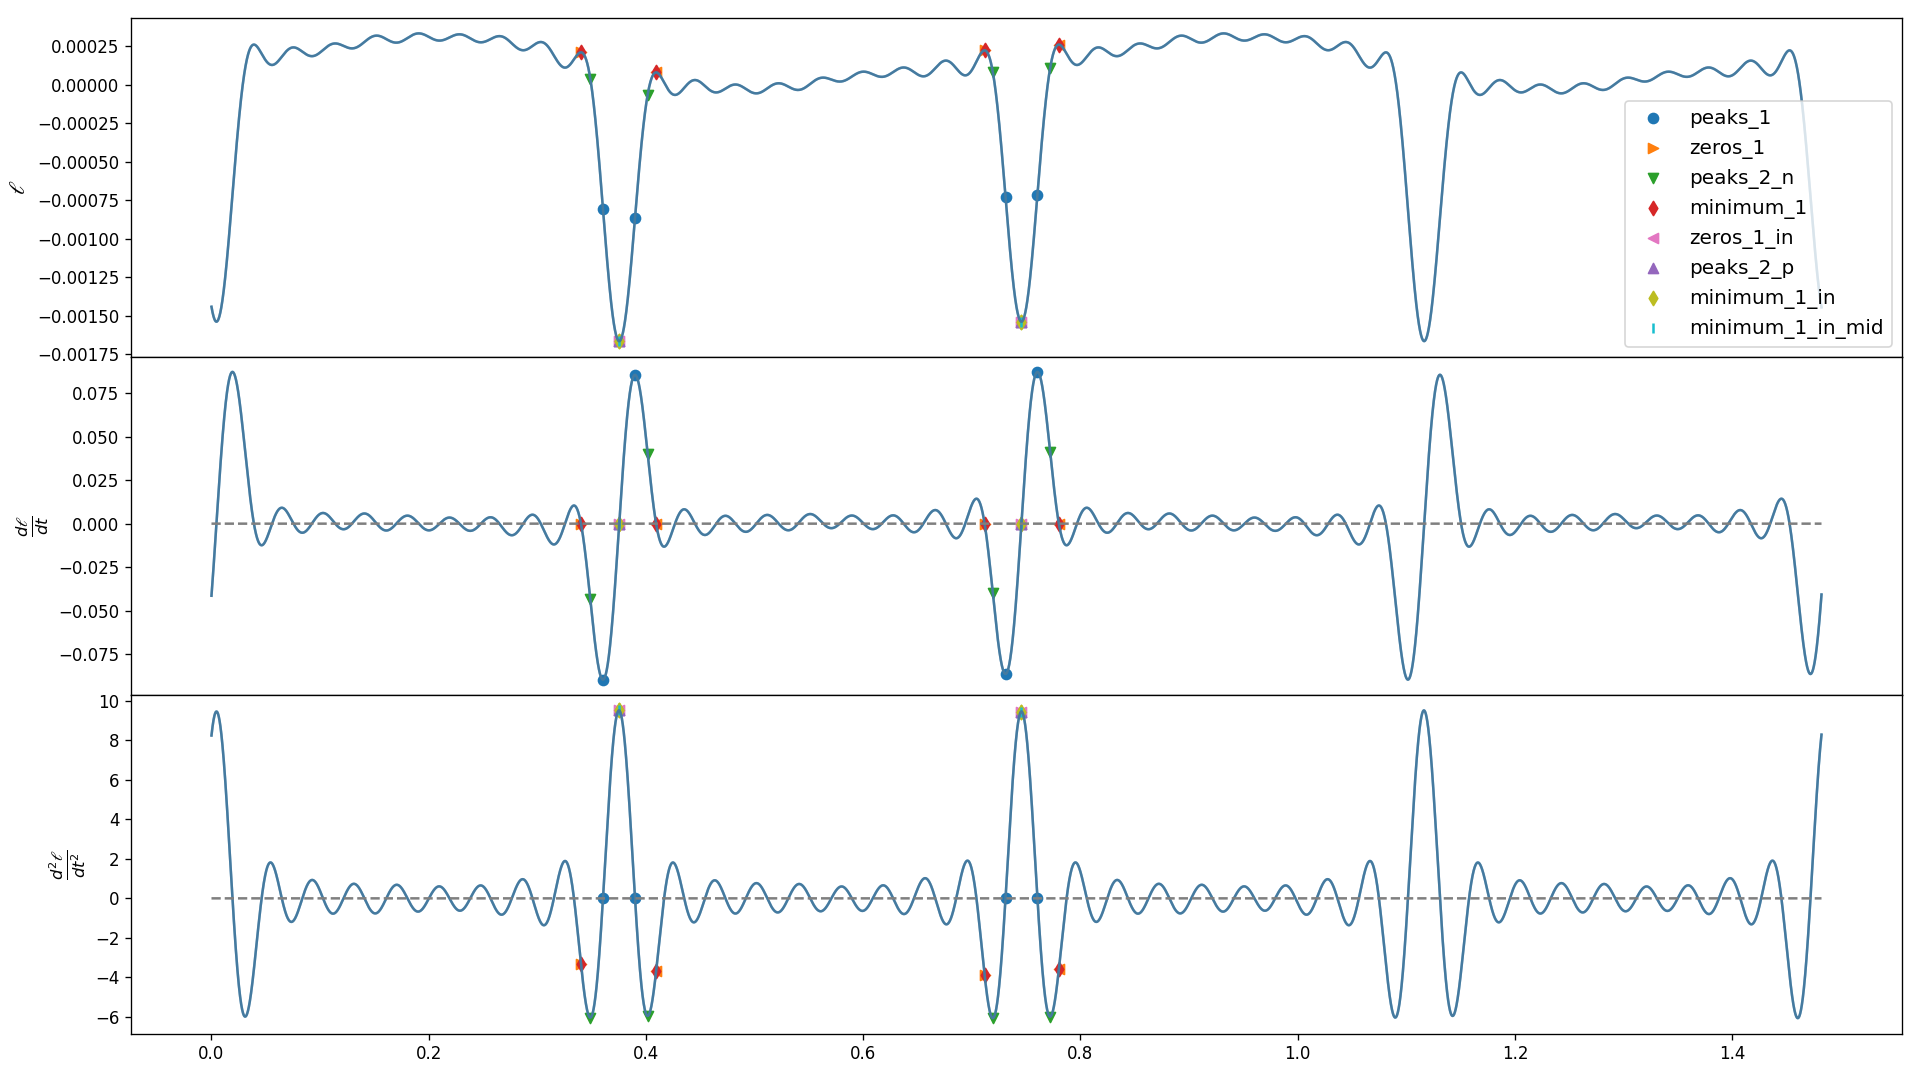 0.00025
0.00000
−0.00025
−0.00050
−0.00075
−0.00100
−0.00125
−0.00150
−0.00175
ℓ
peaks_1
zeros_1
peaks_2_n
minimum_1
zeros_1_in
peaks_2_p
minimum_1_in
minimum_1_in_mid
0.075
0.050
0.025
0.000
−0.025
−0.050
−0.075
dℓ/dt
10
8
6
4
2
0
−2
−4
−6
d²ℓ/dt²
0.0 0.2 0.4 0.6 0.8 1.0 1.2 1.4